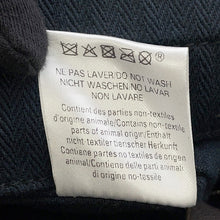 NE PAS LAVER/DO NOT WASH
NICHT WASCHEN/NO LAVAR
NON LAVARE
Contient des parties non-textiles
d'origine animale/Contains non-textile
parts of animal origin/Enthält
nicht textiler tierischer Herkunft
Contiene partes no textiles de origen
animal/Contiene delle parti animali
di origine no-tessile